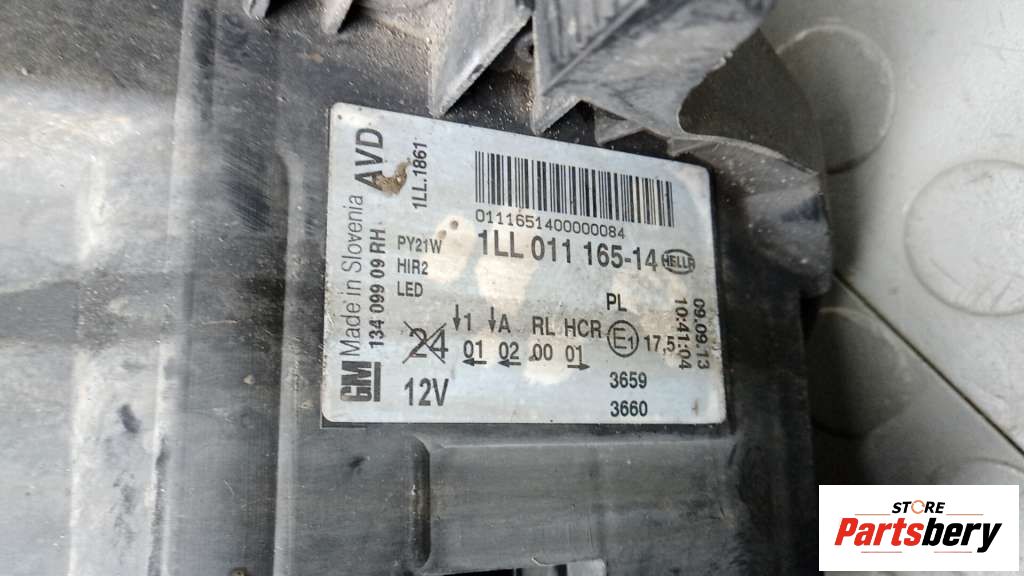 GM Made in Slovenia AVD
134 099 09 RH. 1LL.1861
0111651400000084
1LL 011 165-14 HELLA
PY21W
HIR2
LED
PL
↓1 ↓A RL HCR E1 17,5
24 01 02 00 01
12V
3659
3660
09.09.13
10:41:04
STORE
Partsbery